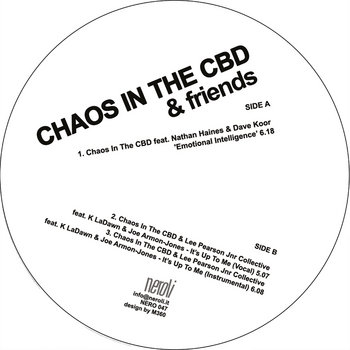 CHAOS IN THE CBD
& friends
SIDE A
1. Chaos In The CBD feat. Nathan Haines & Dave Koor
'Emotional Intelligence' 6.18
SIDE B
2. Chaos In The CBD & Lee Pearson Jnr Collective
feat. K LaDawn & Joe Armon-Jones - It's Up To Me (Vocal) 5.07
3. Chaos In The CBD & Lee Pearson Jnr Collective
feat. K LaDawn & Joe Armon-Jones - It's Up To Me (Instrumental) 6.08
neroli
info@neroli.it
NERO 047
design by M360